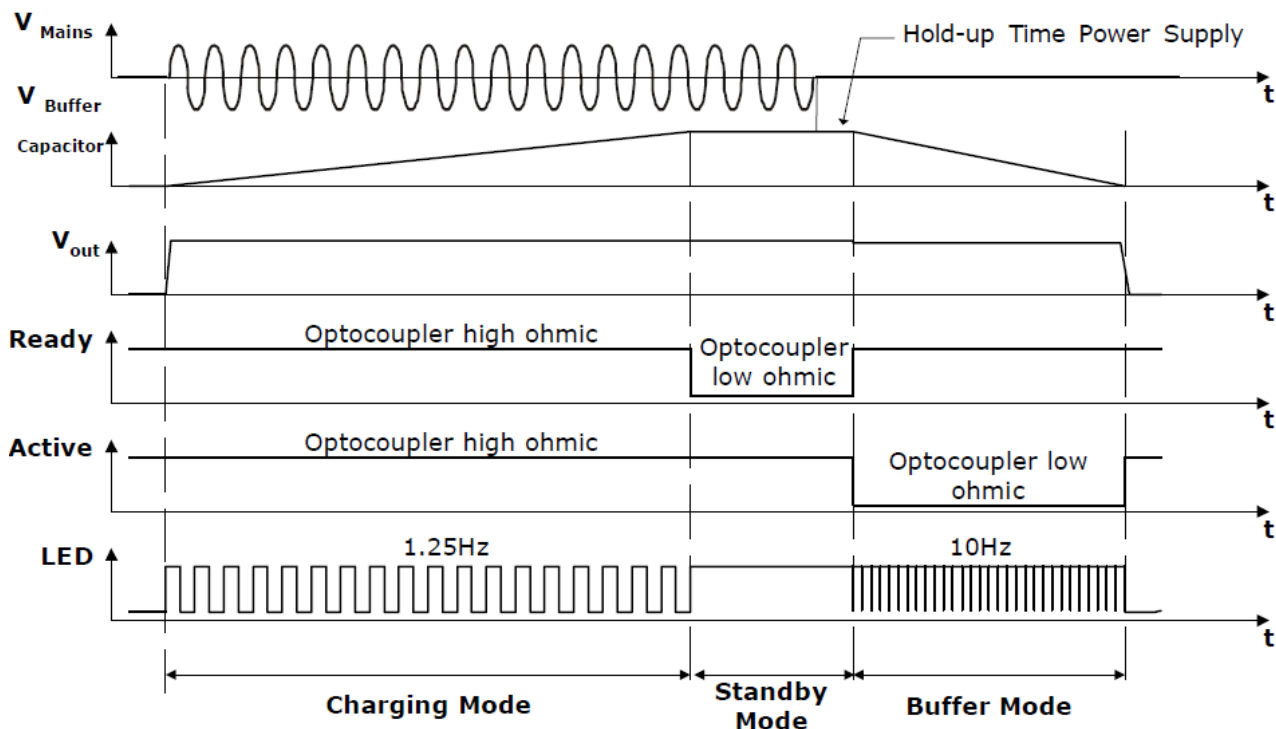 V Mains
Hold-up Time Power Supply
t
V Buffer
Capacitor
t
Vout
t
Ready
Optocoupler high ohmic
Optocoupler
low ohmic
t
Active
Optocoupler high ohmic
Optocoupler low
ohmic
t
LED
1.25Hz
10Hz
t
Charging Mode
Standby
Mode
Buffer Mode